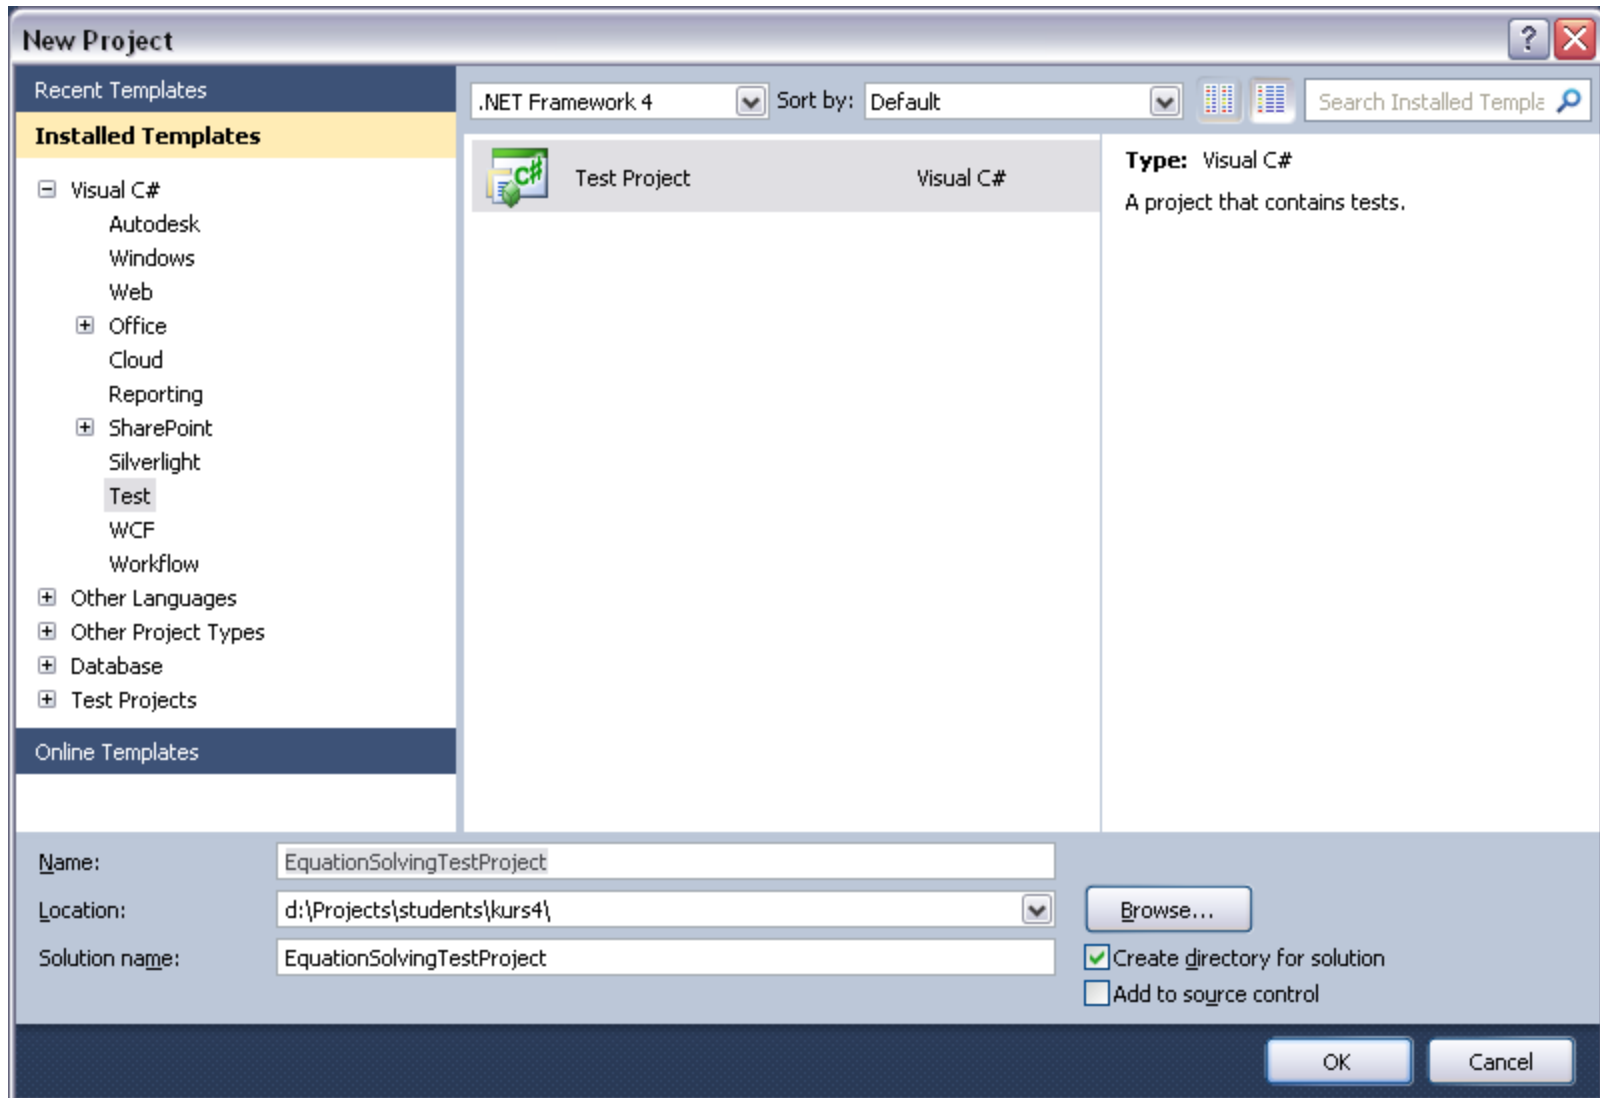 New Project
Recent Templates
Installed Templates
Visual C#
Autodesk
Windows
Web
Office
Cloud
Reporting
SharePoint
Silverlight
Test
WCF
Workflow
Other Languages
Other Project Types
Database
Test Projects
Online Templates
.NET Framework 4
Sort by:
Default
Search Installed Templa
Test Project
Visual C#
C#
Type: Visual C#
A project that contains tests.
Name:
EquationSolvingTestProject
Location:
d:\Projects\students\kurs4\
Browse...
Solution name:
EquationSolvingTestProject
Create directory for solution
Add to source control
OK
Cancel